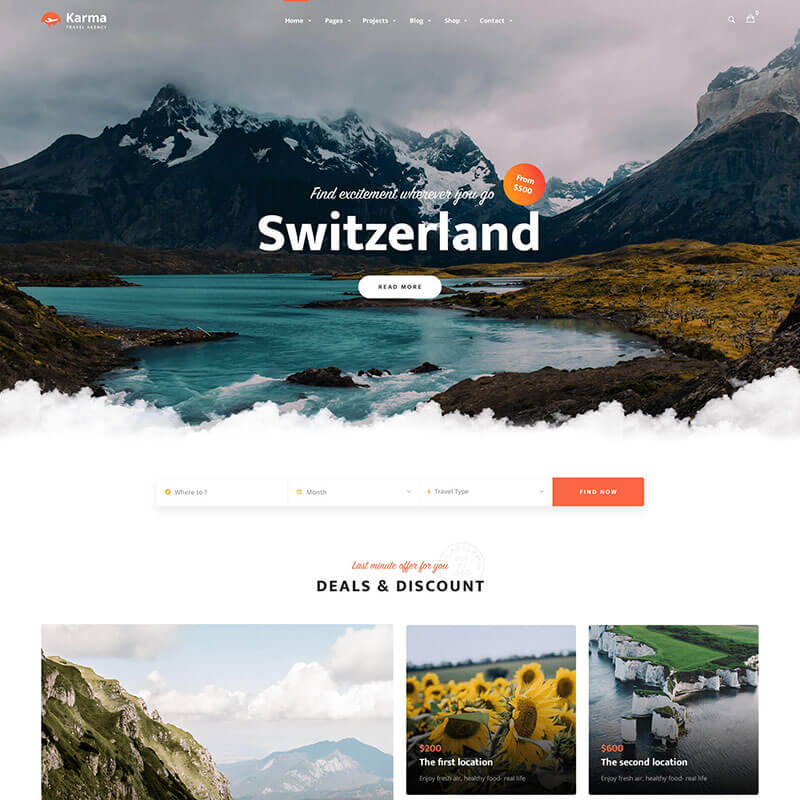 Karma
TRAVEL AGENCY
Home
Pages
Projects
Blog
Shop
Contact
0
From
$500
Find excitement wherever you go
Switzerland
READ MORE
Where to ?
Month
Travel Type
FIND NOW
Last minute offer for you
DEALS & DISCOUNT
$200
The first location
Enjoy fresh air, healthy food- real life
$600
The second location
Enjoy fresh air, healthy food- real life